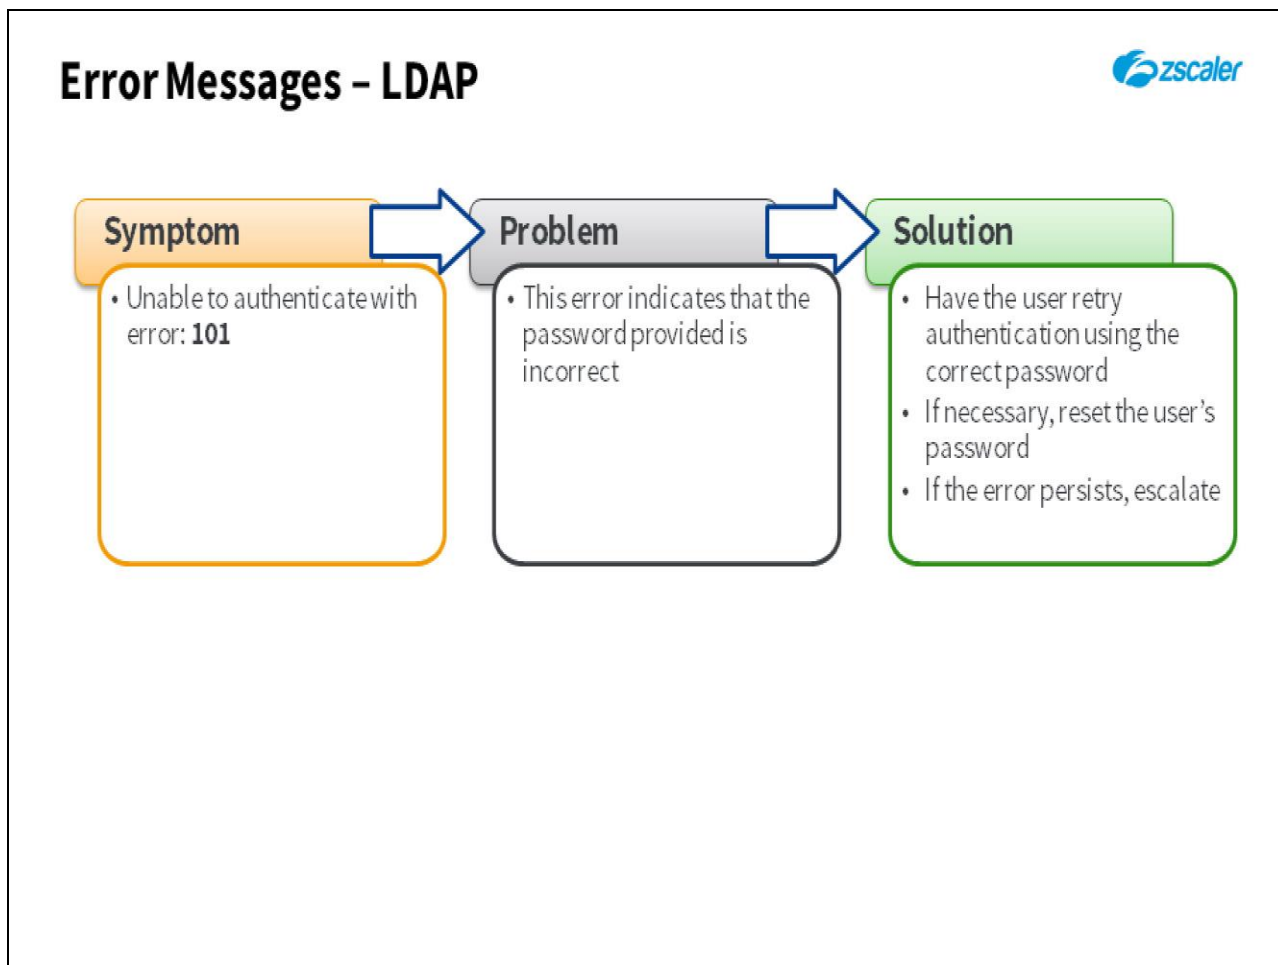 Error Messages – LDAP
zscaler
Symptom
• Unable to authenticate with
error: 101
Problem
• This error indicates that the
password provided is
incorrect
Solution
• Have the user retry
authentication using the
correct password
• If necessary, reset the user’s
password
• If the error persists, escalate